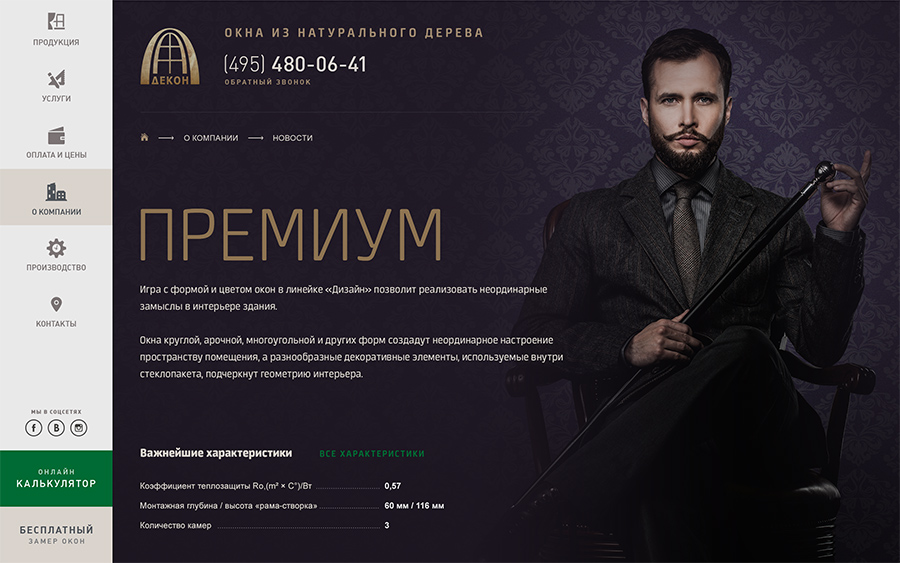 ПРОДУКЦИЯ
УСЛУГИ
ОПЛАТА И ЦЕНЫ
О КОМПАНИИ
ПРОИЗВОДСТВО
КОНТАКТЫ
МЫ В СОЦСЕТЯХ
f B
ОНЛАЙН
КАЛЬКУЛЯТОР
БЕСПЛАТНЫЙ
ЗАМЕР ОКОН
ДЕКОН
ОКНА ИЗ НАТУРАЛЬНОГО ДЕРЕВА
(495) 480-06-41
ОБРАТНЫЙ ЗВОНОК
О КОМПАНИИ НОВОСТИ
ПРЕМИУМ
Игра с формой и цветом окон в линейке «Дизайн» позволит реализовать неординарные
замыслы в интерьере здания.
Окна круглой, арочной, многоугольной и других форм создадут неординарное настроение
пространству помещения, а разнообразные декоративные элементы, используемые внутри
стеклопакета, подчеркнут геометрию интерьера.
Важнейшие характеристики ВСЕ ХАРАКТЕРИСТИКИ
Коэффициент теплозащиты Ro,(m² × C°)/Вт 0,57
Монтажная глубина / высота «рама-створка» 60 мм / 116 мм
Количество камер 3